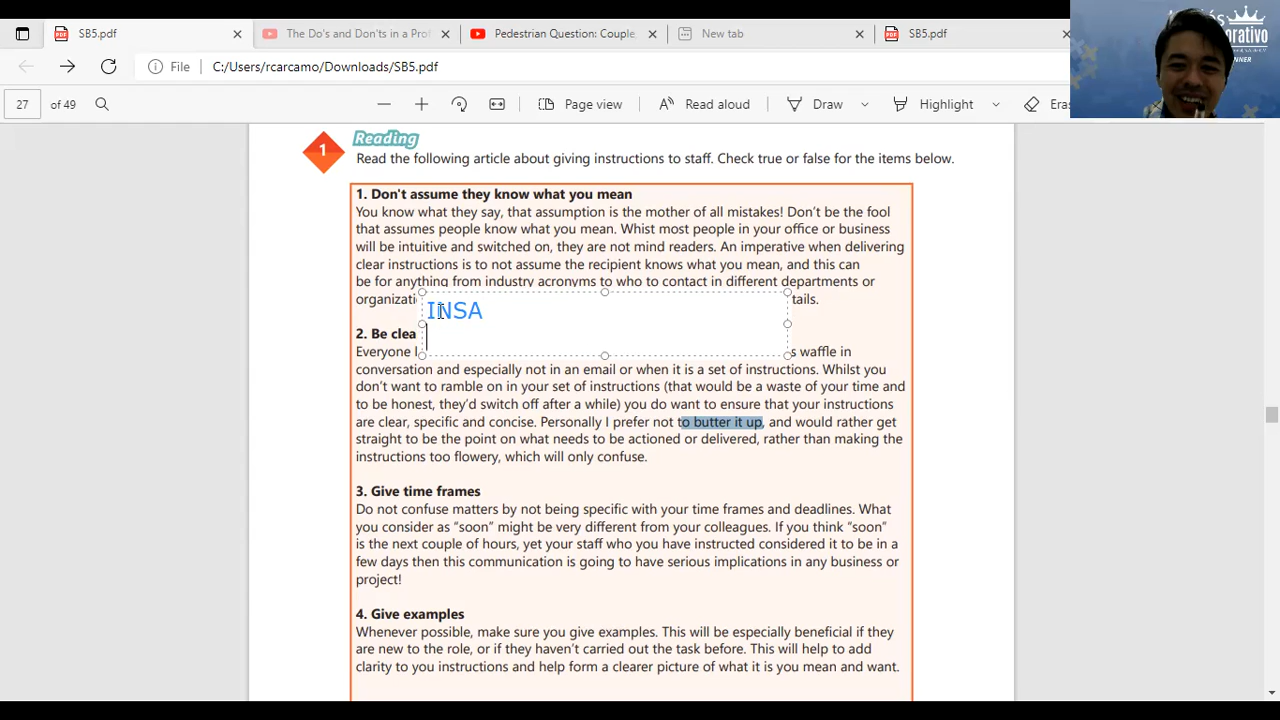 SB5.pdf
The Do's and Don'ts in a Prof
Pedestrian Question: Couple
New tab
SB5.pdf
File C:/Users/rcarcamo/Downloads/SB5.pdf
27 of 49
Page view
Read aloud
Draw
Highlight
Eras
orativo
NNER
Reading
1
Read the following article about giving instructions to staff. Check true or false for the items below.
1. Don't assume they know what you mean
You know what they say, that assumption is the mother of all mistakes! Don't be the fool
that assumes people know what you mean. Whist most people in your office or business
will be intuitive and switched on, they are not mind readers. An imperative when delivering
clear instructions is to not assume the recipient knows what you mean, and this can
be for anything from industry acronyms to who to contact in different departments or
organizati tails.
INSA
2. Be clea
Everyone l s waffle in
conversation and especially not in an email or when it is a set of instructions. Whilst you
don't want to ramble on in your set of instructions (that would be a waste of your time and
to be honest, they'd switch off after a while) you do want to ensure that your instructions
are clear, specific and concise. Personally I prefer not to butter it up, and would rather get
straight to be the point on what needs to be actioned or delivered, rather than making the
instructions too flowery, which will only confuse.
3. Give time frames
Do not confuse matters by not being specific with your time frames and deadlines. What
you consider as “soon” might be very different from your colleagues. If you think “soon”
is the next couple of hours, yet your staff who you have instructed considered it to be in a
few days then this communication is going to have serious implications in any business or
project!
4. Give examples
Whenever possible, make sure you give examples. This will be especially beneficial if they
are new to the role, or if they haven't carried out the task before. This will help to add
clarity to you instructions and help form a clearer picture of what it is you mean and want.